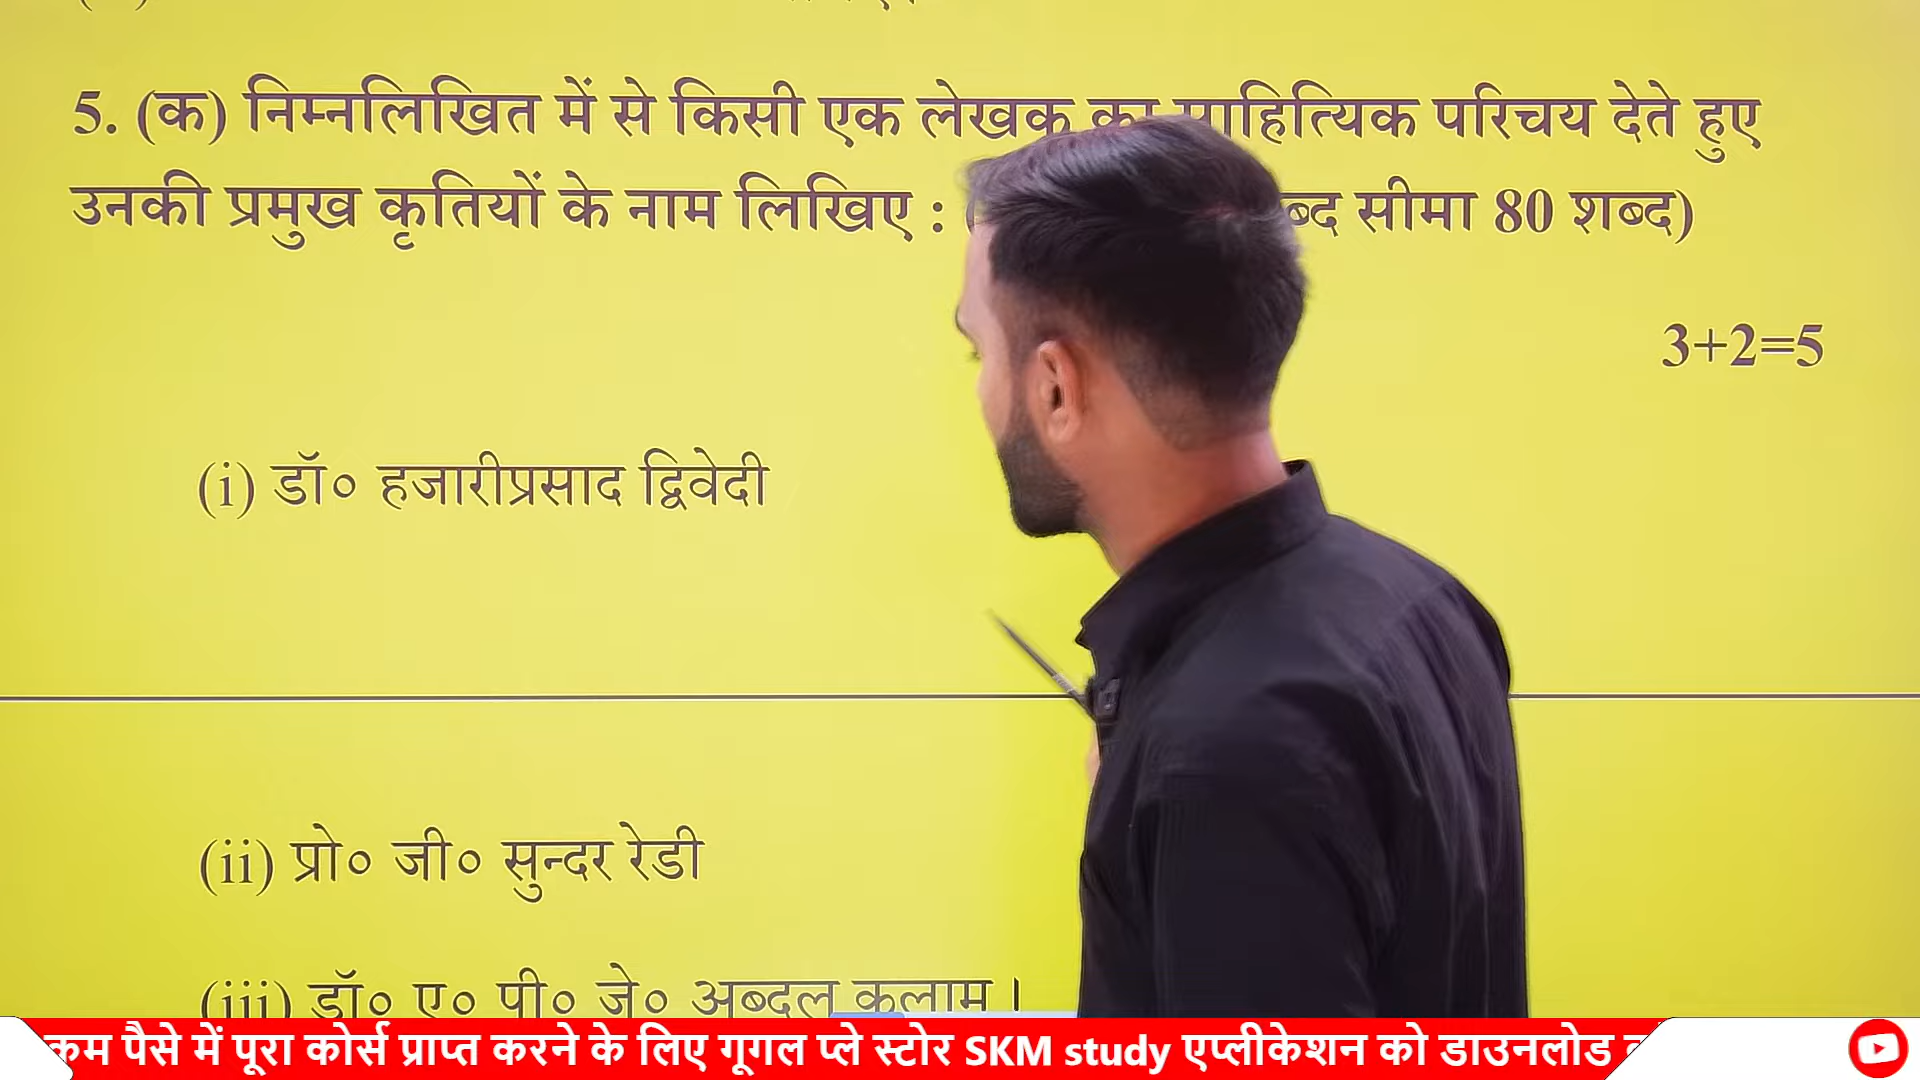 5. (क) निम्नलिखित में से किसी एक लेखक का साहित्यिक परिचय देते हुए
उनकी प्रमुख कृतियों के नाम लिखिए : सीमा 80 शब्द)
3+2=5
(i) डॉ० हजारीप्रसाद द्विवेदी
(ii) प्रो० जी० सुन्दर रेडी
(iii) डॉ० ए० पी० जे० अब्दुल कलाम।
कम पैसे में पूरा कोर्स प्राप्त करने के लिए गूगल प्ले स्टोर SKM study एप्लीकेशन को डाउनलोड